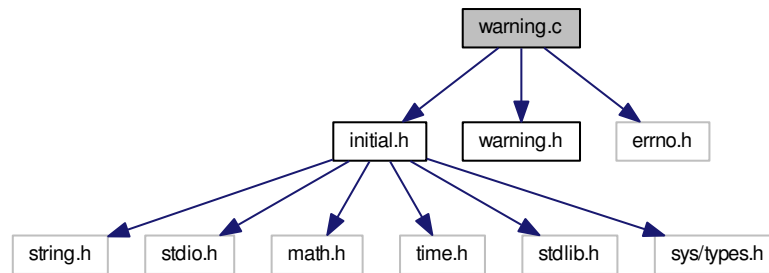 warning.c
initial.h
warning.h
errno.h
string.h
stdio.h
math.h
time.h
stdlib.h
sys/types.h